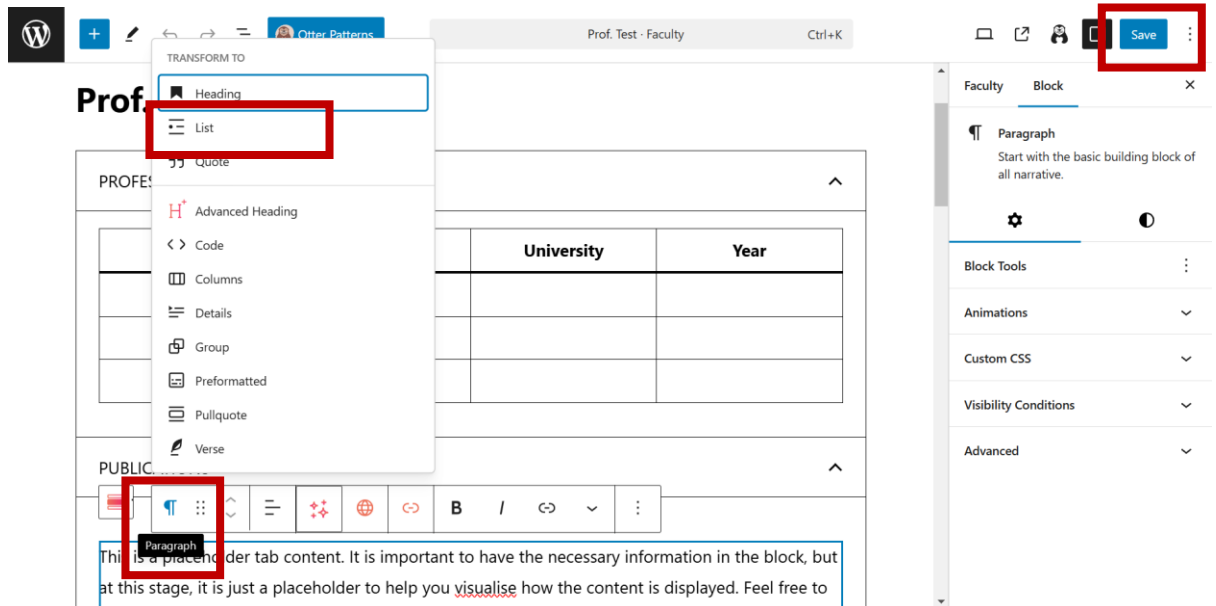 Otter Patterns
Prof. Test · Faculty
Ctrl+K
Save
TRANSFORM TO
Heading
List
Quote
Advanced Heading
Code
Columns
Details
Group
Preformatted
Pullquote
Verse
Prof.
PROFES
University
Year
PUBLIC
B
I
Paragraph
This is a placeholder tab content. It is important to have the necessary information in the block, but
at this stage, it is just a placeholder to help you visualise how the content is displayed. Feel free to
Faculty
Block
Paragraph
Start with the basic building block of
all narrative.
Block Tools
Animations
Custom CSS
Visibility Conditions
Advanced